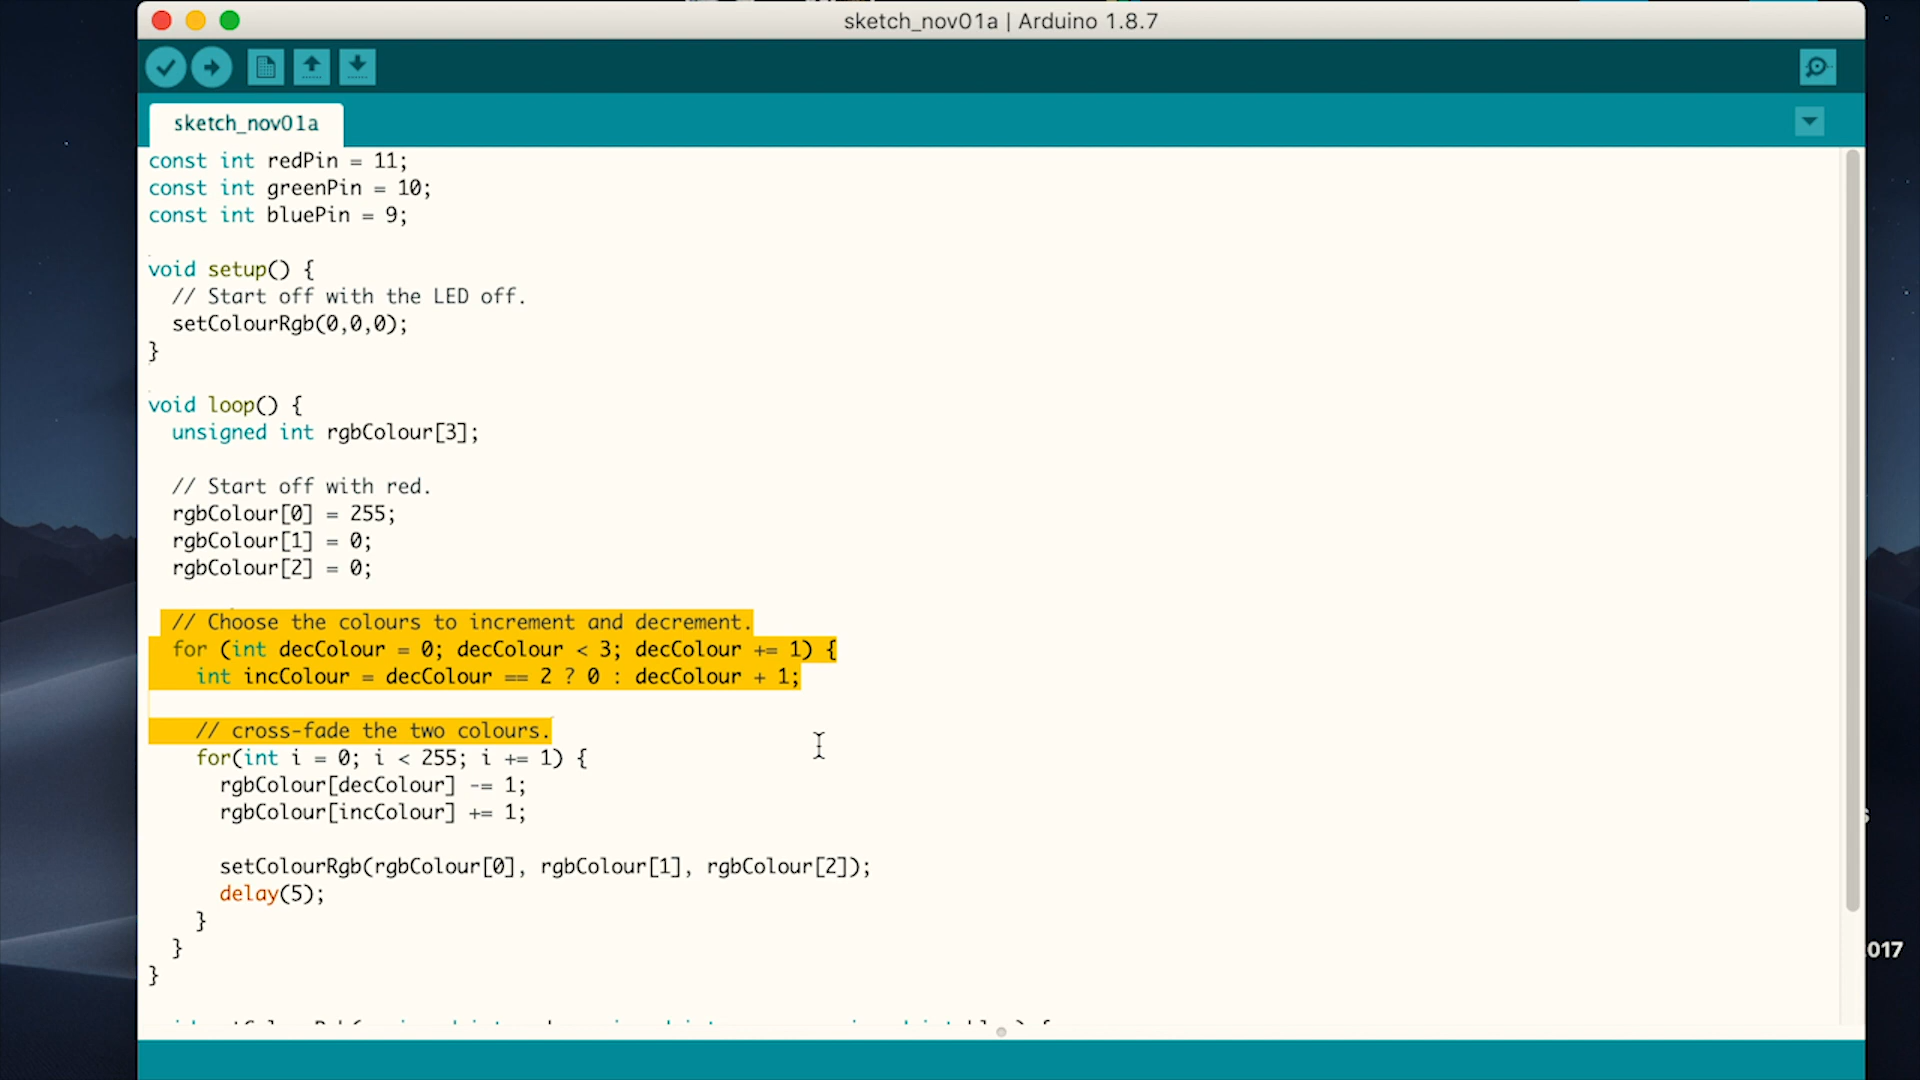 sketch_nov01a | Arduino 1.8.7
sketch_nov01a
const int redPin = 11;
const int greenPin = 10;
const int bluePin = 9;
void setup() {
// Start off with the LED off.
setColourRgb(0,0,0);
}
void loop() {
unsigned int rgbColour[3];
// Start off with red.
rgbColour[0] = 255;
rgbColour[1] = 0;
rgbColour[2] = 0;
// Choose the colours to increment and decrement.
for (int decColour = 0; decColour < 3; decColour += 1) {
int incColour = decColour == 2 ? 0 : decColour + 1;
// cross-fade the two colours.
for(int i = 0; i < 255; i += 1) {
rgbColour[decColour] -= 1;
rgbColour[incColour] += 1;
setColourRgb(rgbColour[0], rgbColour[1], rgbColour[2]);
delay(5);
}
}
}
017